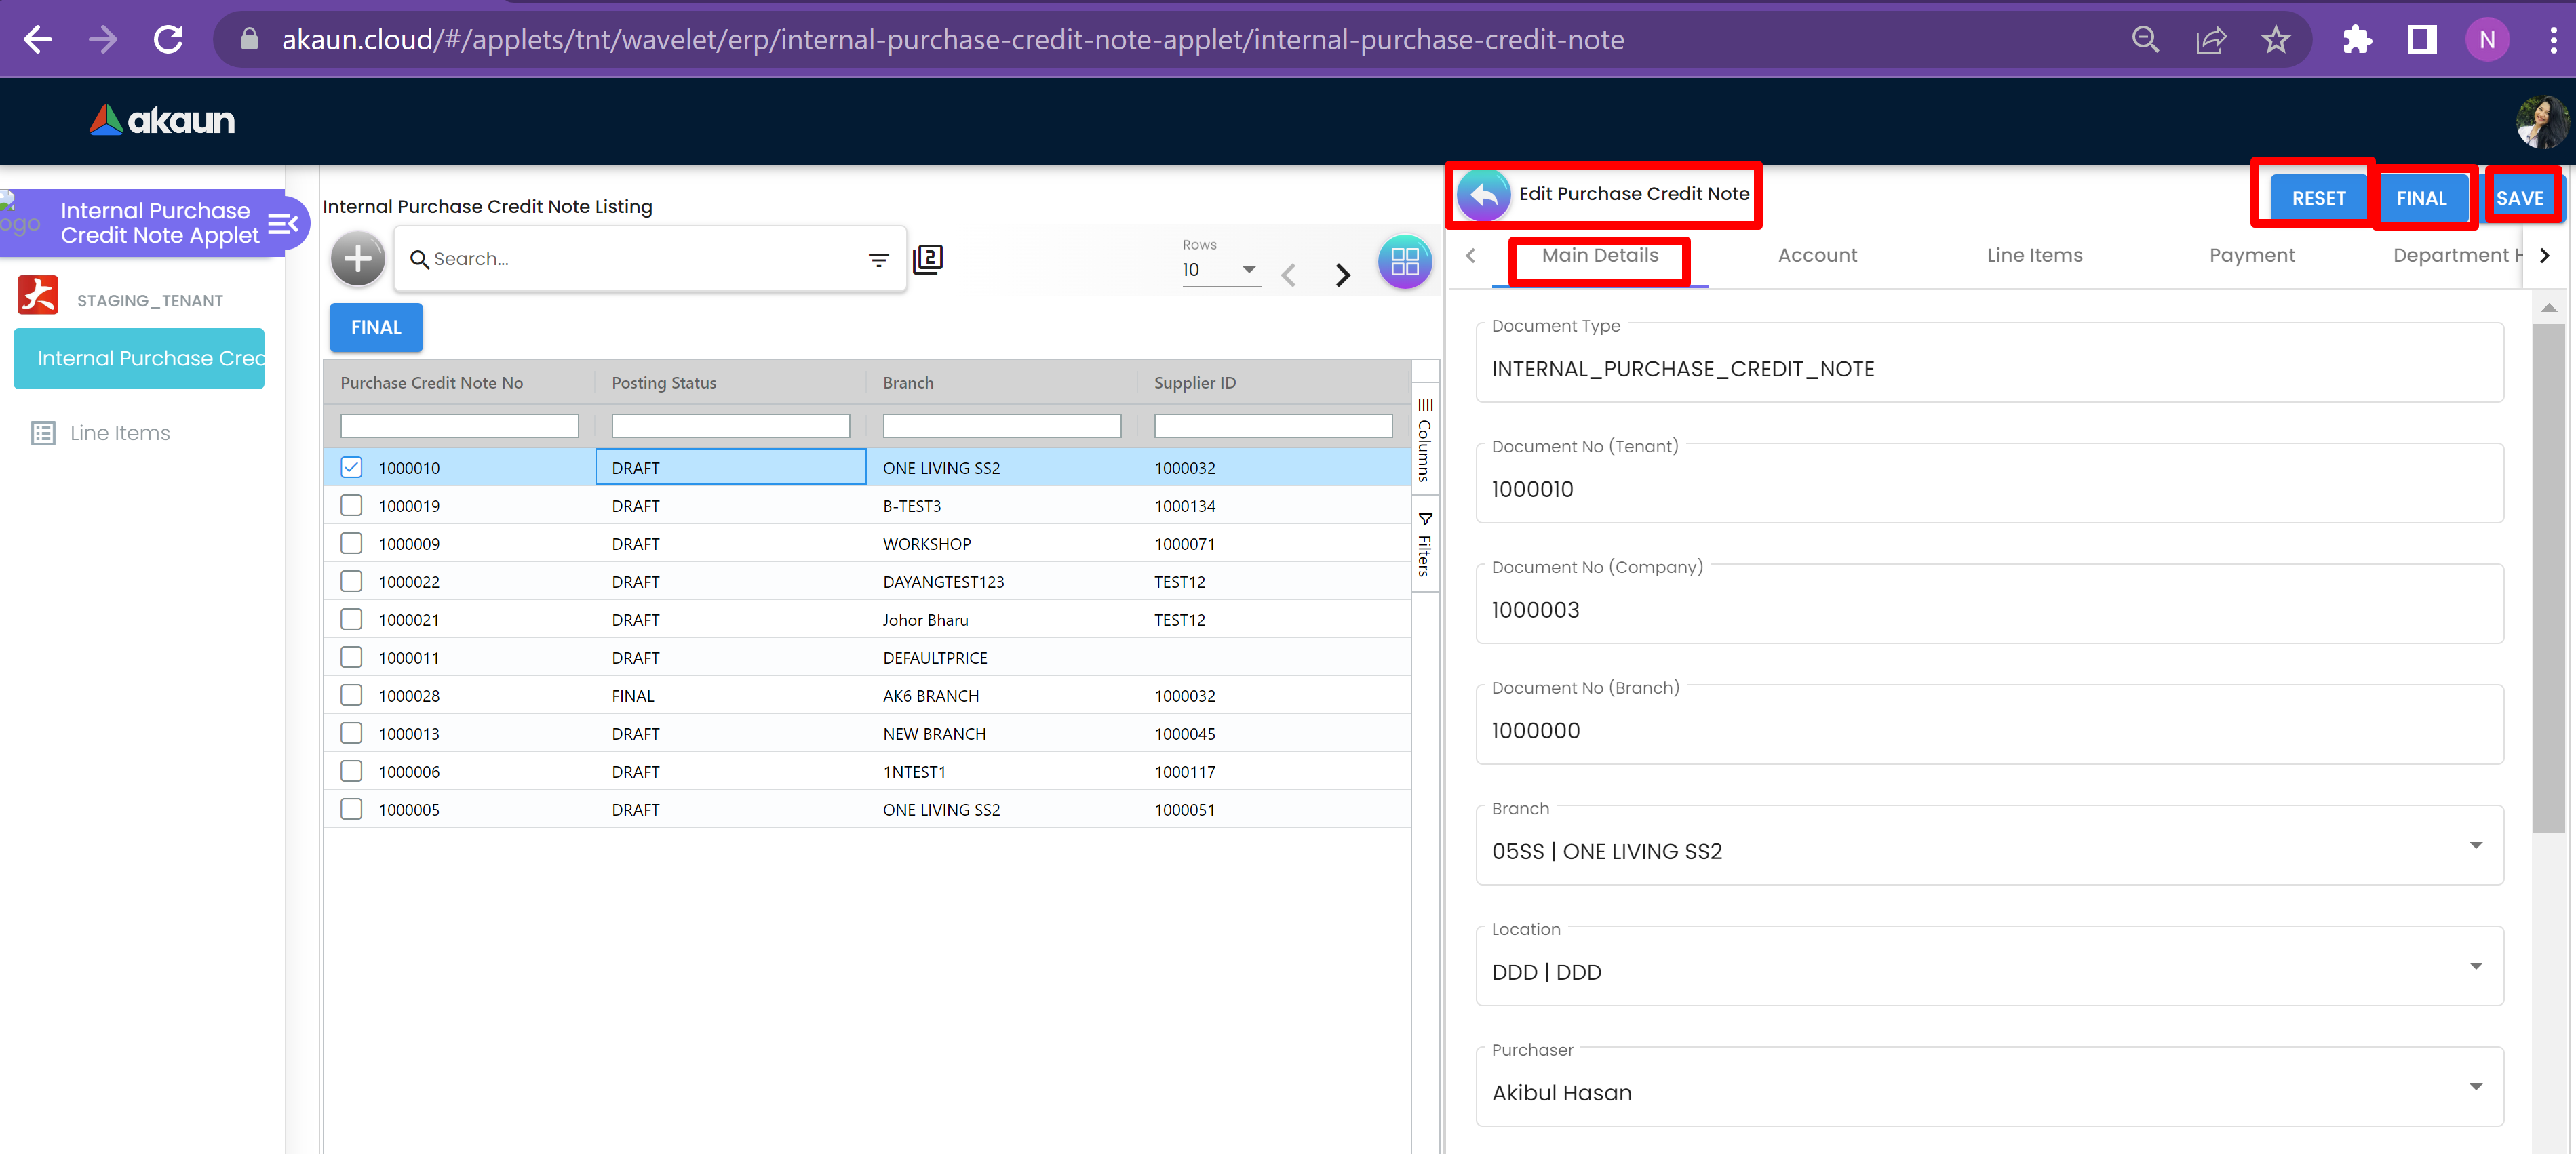 akaun.cloud/#/applets/tnt/wavelet/erp/internal-purchase-credit-note-applet/internal-purchase-credit-note
N
akaun
ogo
Internal Purchase
Credit Note Applet
STAGING_TENANT
Internal Purchase Cred
Line Items
Internal Purchase Credit Note Listing
Search...
2
Rows
10
FINAL
Purchase Credit Note No Posting Status Branch Supplier ID
1000010 DRAFT ONE LIVING SS2 1000032
1000019 DRAFT B-TEST3 1000134
1000009 DRAFT WORKSHOP 1000071
1000022 DRAFT DAYANGTEST123 TEST12
1000021 DRAFT Johor Bharu TEST12
1000011 DRAFT DEFAULTPRICE
1000028 FINAL AK6 BRANCH 1000032
1000013 DRAFT NEW BRANCH 1000045
1000006 DRAFT 1NTEST1 1000117
1000005 DRAFT ONE LIVING SS2 1000051
Columns
Filters
Edit Purchase Credit Note
RESET FINAL SAVE
Main Details Account Line Items Payment Department H
Document Type
INTERNAL_PURCHASE_CREDIT_NOTE
Document No (Tenant)
1000010
Document No (Company)
1000003
Document No (Branch)
1000000
Branch
05SS | ONE LIVING SS2
Location
DDD | DDD
Purchaser
Akibul Hasan